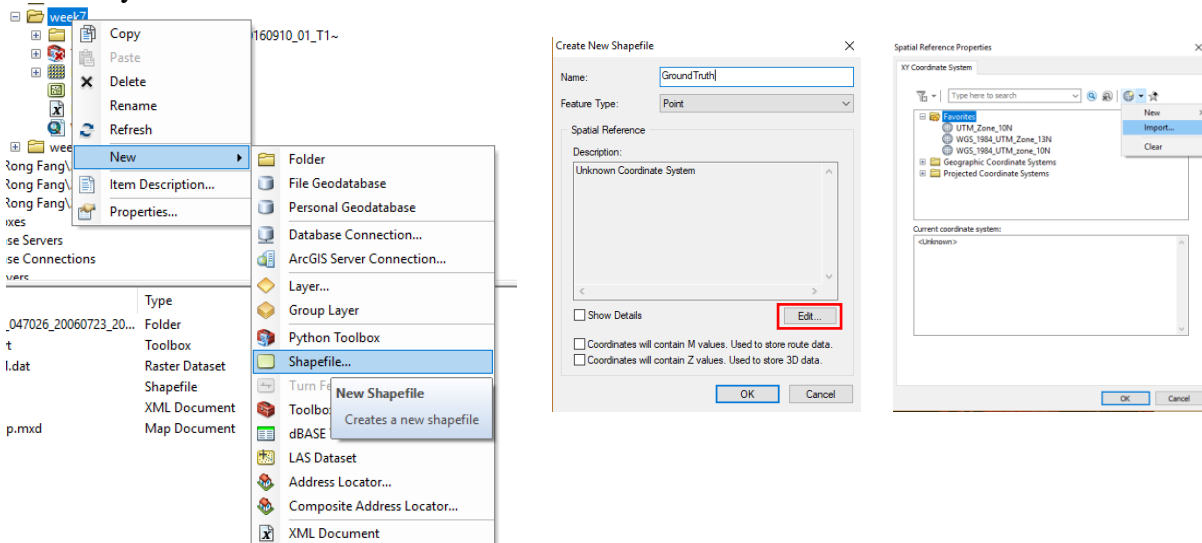 week7
Copy
160910_01_T1~
Paste
Delete
Rename
Refresh
wee
New
Rong Fang\
Rong Fang\
Item Description...
Rong Fang\
Properties...
oxes
se Servers
se Connections
vers
Folder
File Geodatabase
Personal Geodatabase
Database Connection...
ArcGIS Server Connection...
Layer...
Group Layer
Python Toolbox
Shapefile...
Turn Fe
New Shapefile
Creates a new shapefile
Toolbo
dBASE
LAS Dataset
Address Locator...
Composite Address Locator...
XML Document
Type
_047026_20060723_20... Folder
t Toolbox
l.dat Raster Dataset
Shapefile
XML Document
p.mxd Map Document
Create New Shapefile
Name: GroundTruth
Feature Type: Point
Spatial Reference
Description:
Unknown Coordinate System
Show Details
Edit...
Coordinates will contain M values. Used to store route data.
Coordinates will contain Z values. Used to store 3D data.
OK Cancel
Spatial Reference Properties
XY Coordinate System
Type here to search
New
Import...
Clear
Favorites
UTM_Zone_10N
WGS_1984_UTM_Zone_13N
WGS_1984_UTM_zone_10N
Geographic Coordinate Systems
Projected Coordinate Systems
Current coordinate system:
<Unknown>
OK Cancel